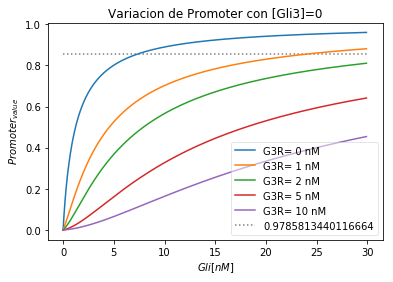 Variacion de Promoter con [Gli3]=0
1.0
0.8
0.6
0.4
0.2
0.0
Promoter_value
G3R= 0 nM
G3R= 1 nM
G3R= 2 nM
G3R= 5 nM
G3R= 10 nM
0.9785813440116664
0 5 10 15 20 25 30
Gli[nM]